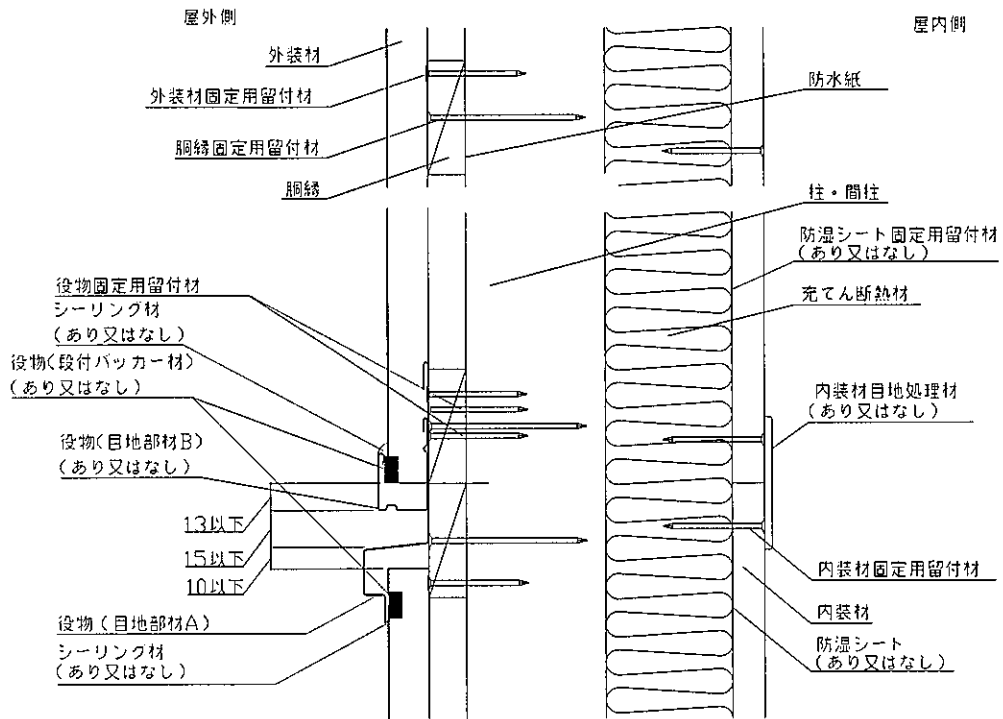 屋外側
屋内側
外装材
外装材固定用留付材
胴縁固定用留付材
胴縁
防水紙
柱・間柱
防湿シート固定用留付材
(あり又はなし)
充てん断熱材
役物固定用留付材
シーリング材
(あり又はなし)
役物(段付バッカー材)
(あり又はなし)
内装材目地処理材
(あり又はなし)
役物(目地部材B)
(あり又はなし)
13以下
15以下
10以下
役物(目地部材A)
シーリング材
(あり又はなし)
内装材固定用留付材
内装材
防湿シート
(あり又はなし)